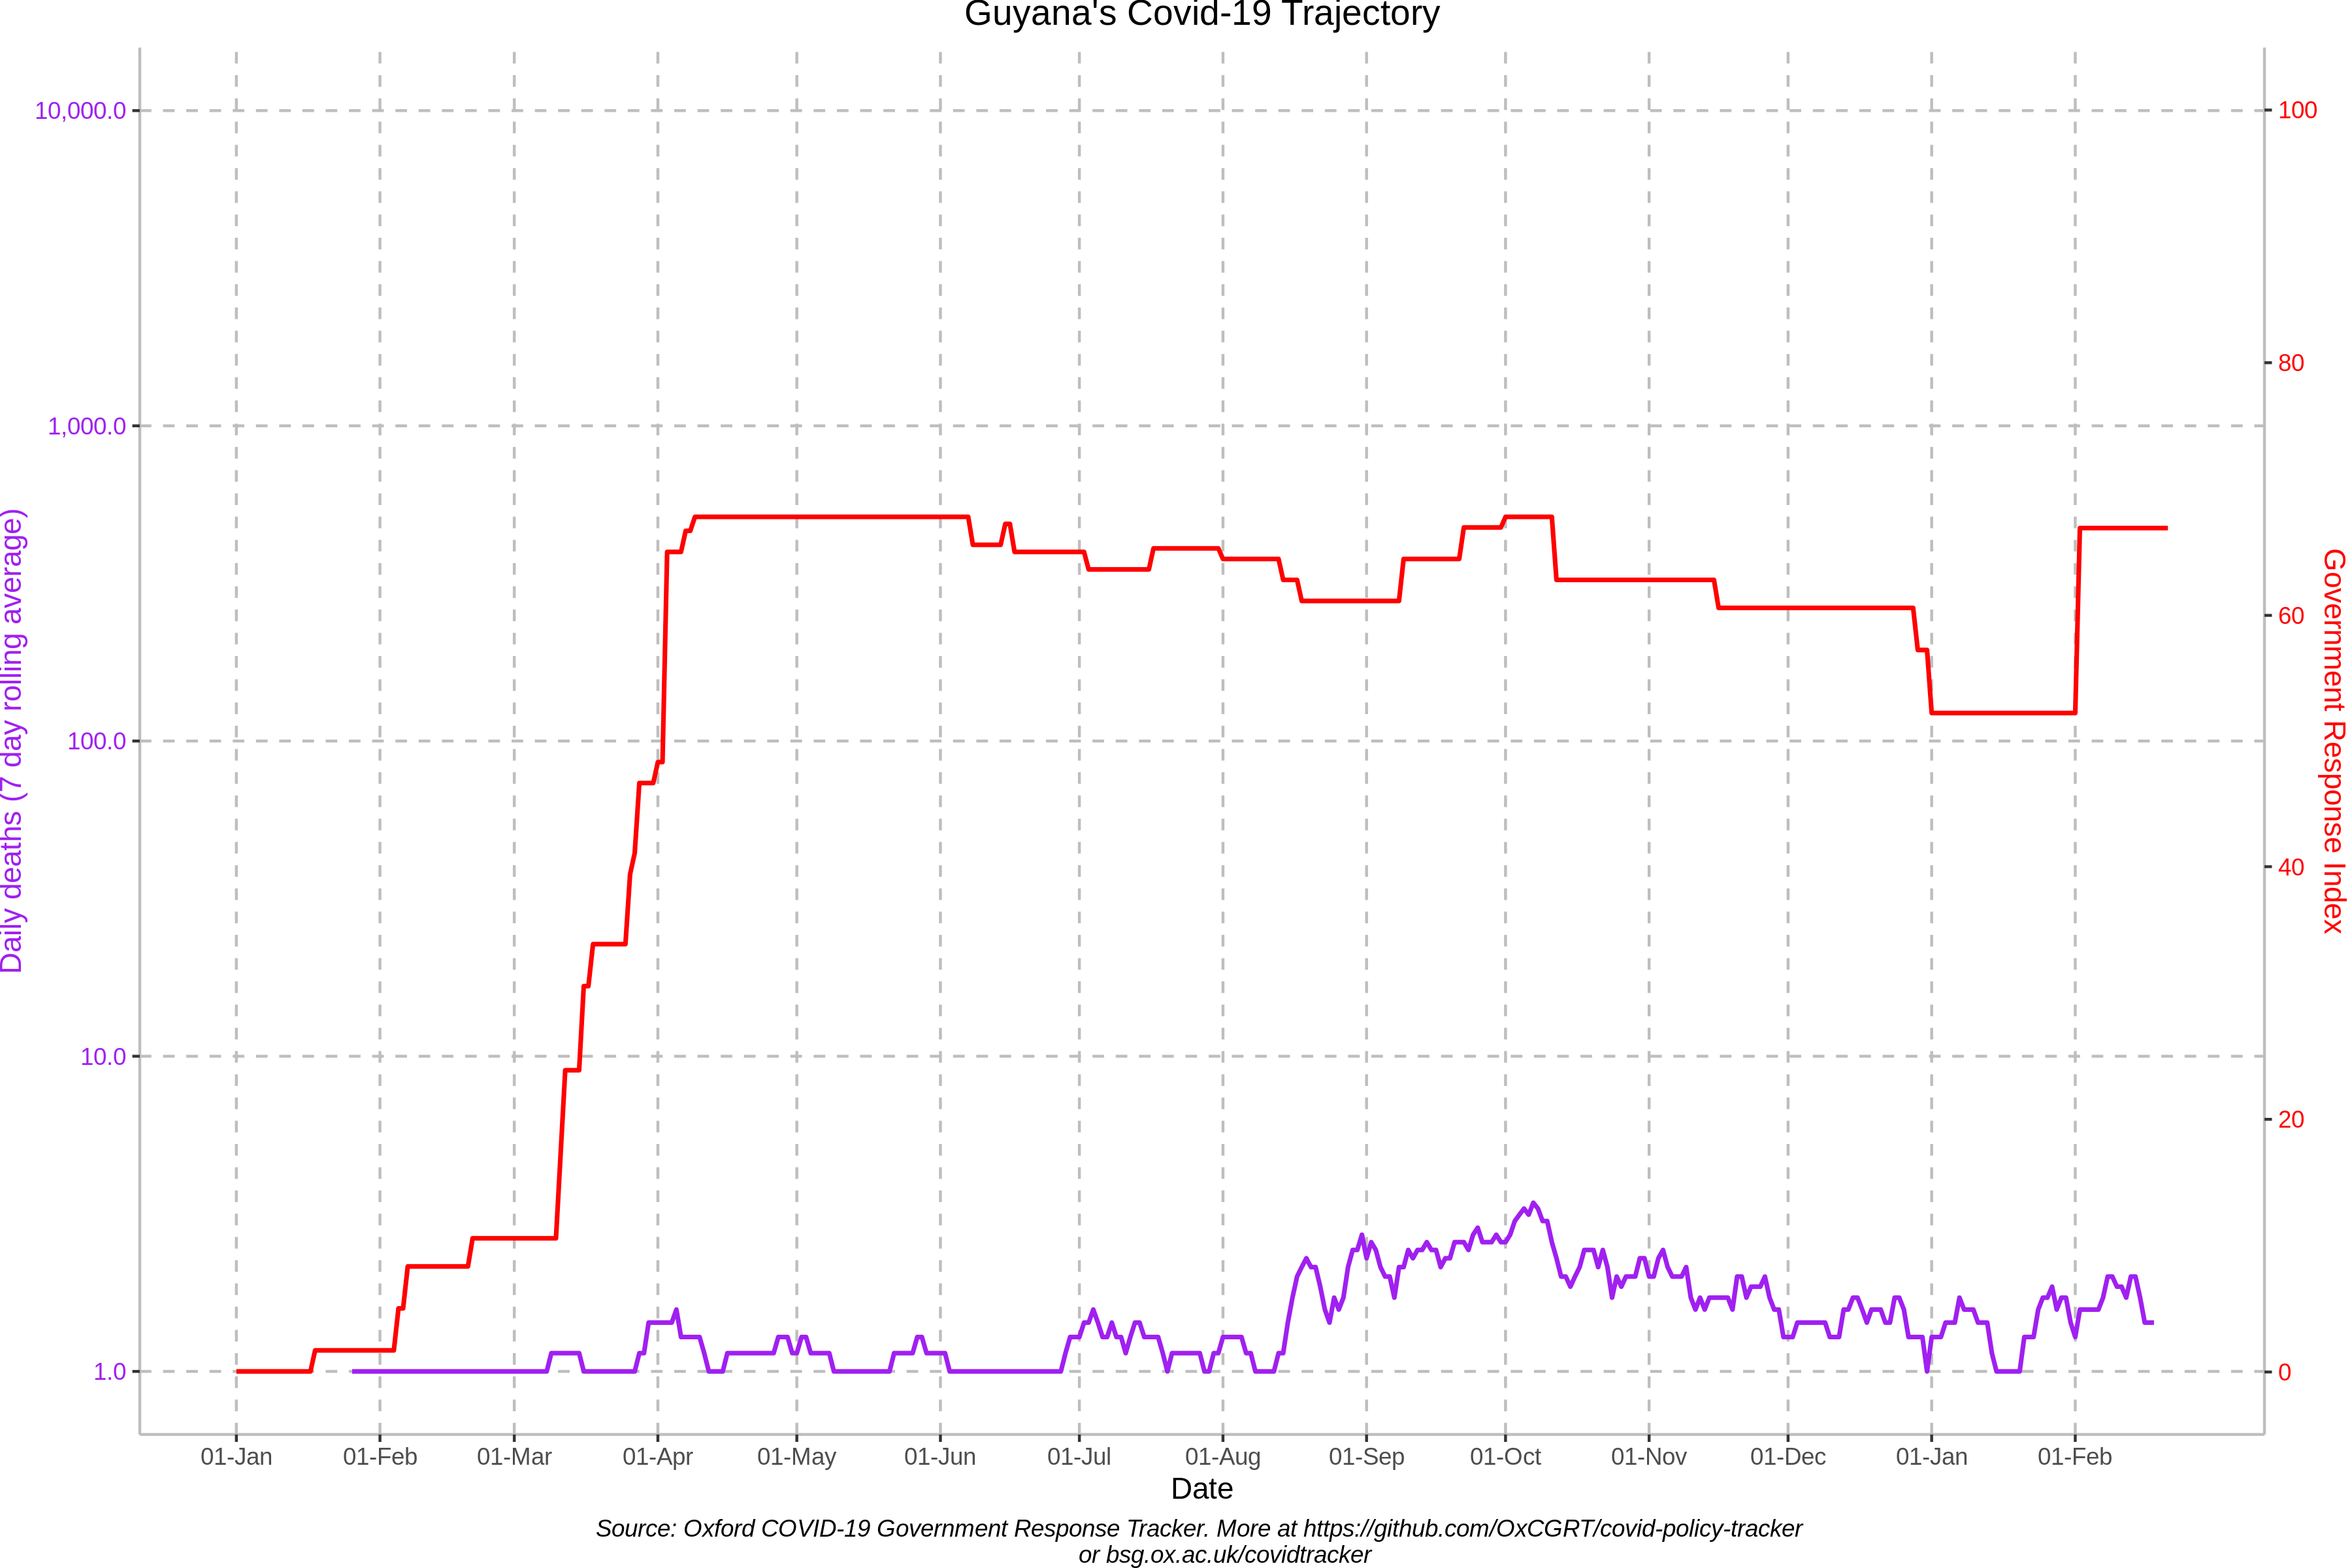 Guyana's Covid-19 Trajectory
10,000.0
1,000.0
100.0
10.0
1.0
Daily deaths (7 day rolling average)
100
80
60
40
20
0
Government Response Index
01-Jan 01-Feb 01-Mar 01-Apr 01-May 01-Jun 01-Jul 01-Aug 01-Sep 01-Oct 01-Nov 01-Dec 01-Jan 01-Feb
Date
Source: Oxford COVID-19 Government Response Tracker. More at https://github.com/OxCGRT/covid-policy-tracker
or bsg.ox.ac.uk/covidtracker